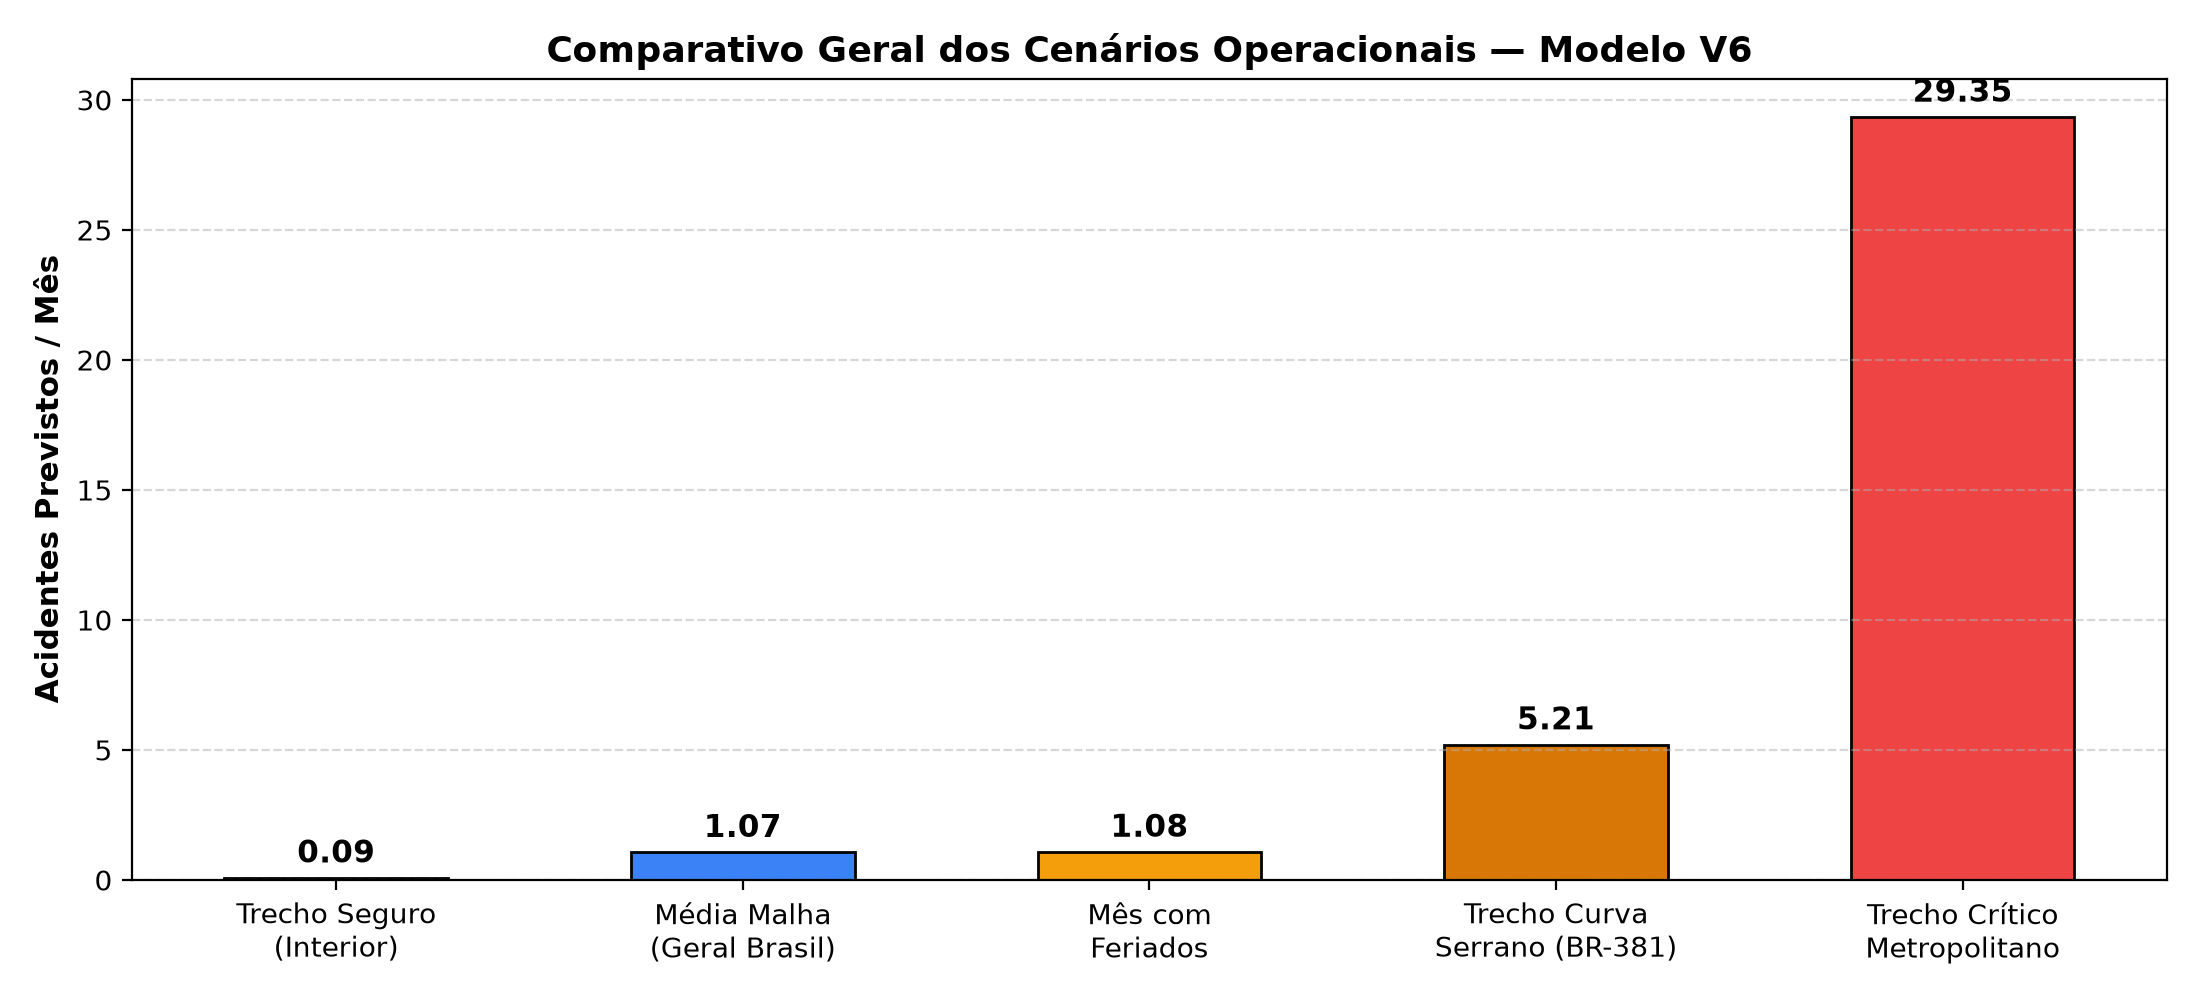 Comparativo Geral dos Cenários Operacionais — Modelo V6
Acidentes Previstos / Mês
30
25
20
15
10
5
0
0.09
1.07
1.08
5.21
29.35
Trecho Seguro
(Interior)
Média Malha
(Geral Brasil)
Mês com
Feriados
Trecho Curva
Serrano (BR-381)
Trecho Crítico
Metropolitano